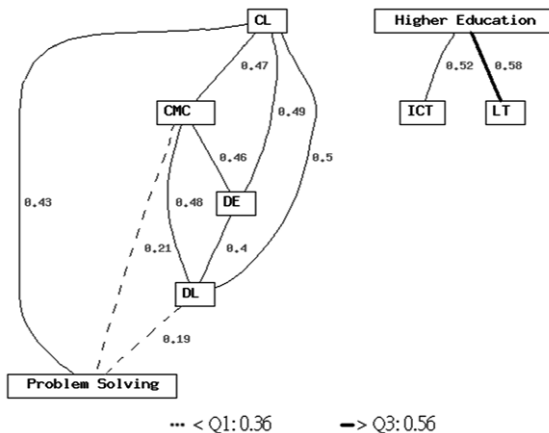 CL
Higher Education
0.47
0.52
0.58
CMC
ICT
LT
0.49
0.46
0.5
0.43
0.48
DE
0.21
0.4
DL
0.19
Problem Solving
··· < Q1: 0.36
━> Q3: 0.56